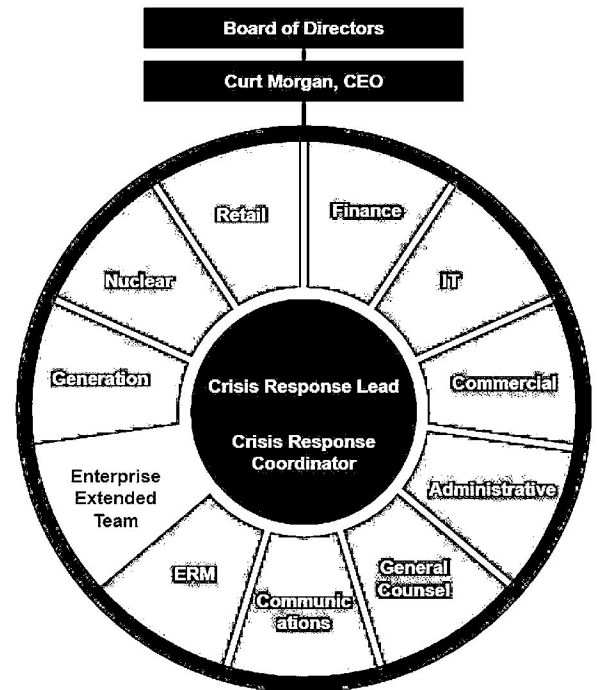 Board of Directors
Curt Morgan, CEO
Retail
Finance
Nuclear
IT
Generation
Crisis Response Lead
Commercial
Crisis Response
Coordinator
Enterprise
Extended
Team
Administrative
ERM
Communic
ations
General
Counsel